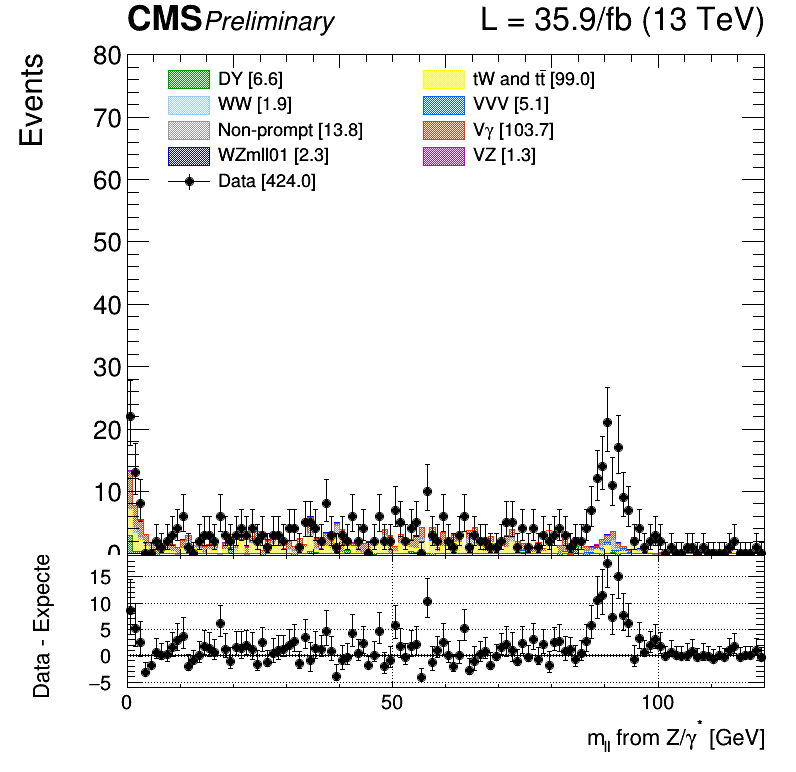 CMS Preliminary L = 35.9/fb (13 TeV)
Events
80
70
60
50
40
30
20
10
0
DY [6.6]
WW [1.9]
Non-prompt [13.8]
WZmll01 [2.3]
Data [424.0]
tW and tt̄ [99.0]
VVV [5.1]
Vγ [103.7]
VZ [1.3]
Data - Expecte
15
10
5
0
−5
0 50 100
m_ll from Z/γ* [GeV]